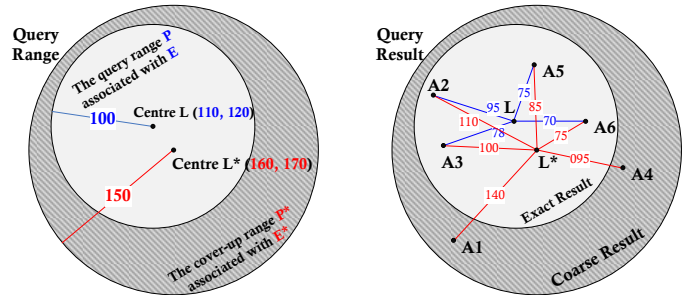 Query
Range
The query range P
associated with E
100
Centre L (110, 120)
Centre L* (160, 170)
150
The cover-up range P*
associated with E*
Query
Result
A5
A2
75
95
L
85
110
70
A6
78
75
A3
100
L*
095
A4
140
Exact Result
A1
Coarse Result